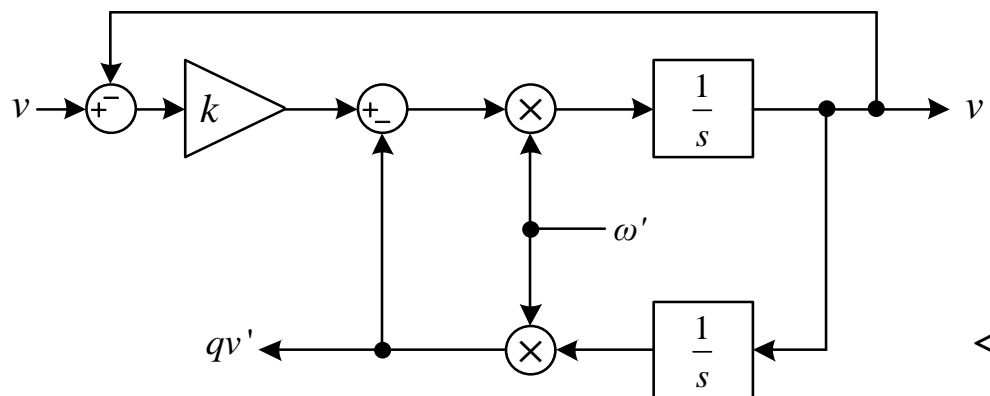 v + − k + − × 1/s v
ω'
qv' × 1/s <